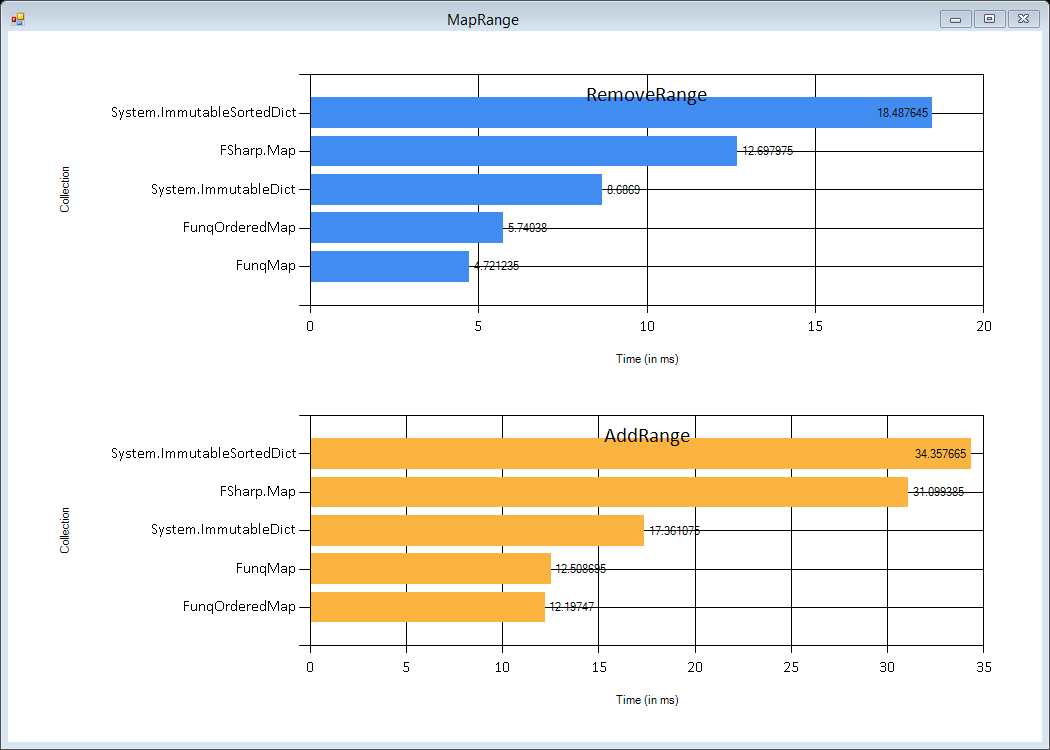 MapRange
RemoveRange
System.ImmutableSortedDict 18.487645
FSharp.Map 12.697975
System.ImmutableDict 8.6869
FunqOrderedMap 5.74038
FunqMap 4.721235
Collection
0 5 10 15 20
Time (in ms)
AddRange
System.ImmutableSortedDict 34.357665
FSharp.Map 31.099385
System.ImmutableDict 17.361075
FunqMap 12.508695
FunqOrderedMap 12.19747
Collection
0 5 10 15 20 25 30 35
Time (in ms)